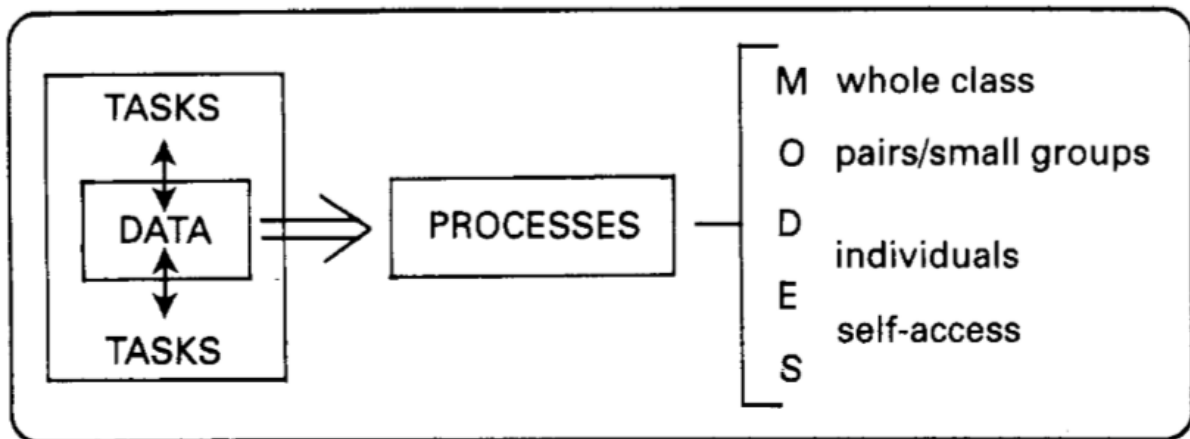 TASKS
DATA
TASKS
PROCESSES
M
O
D
E
S
whole class
pairs/small groups
individuals
self-access